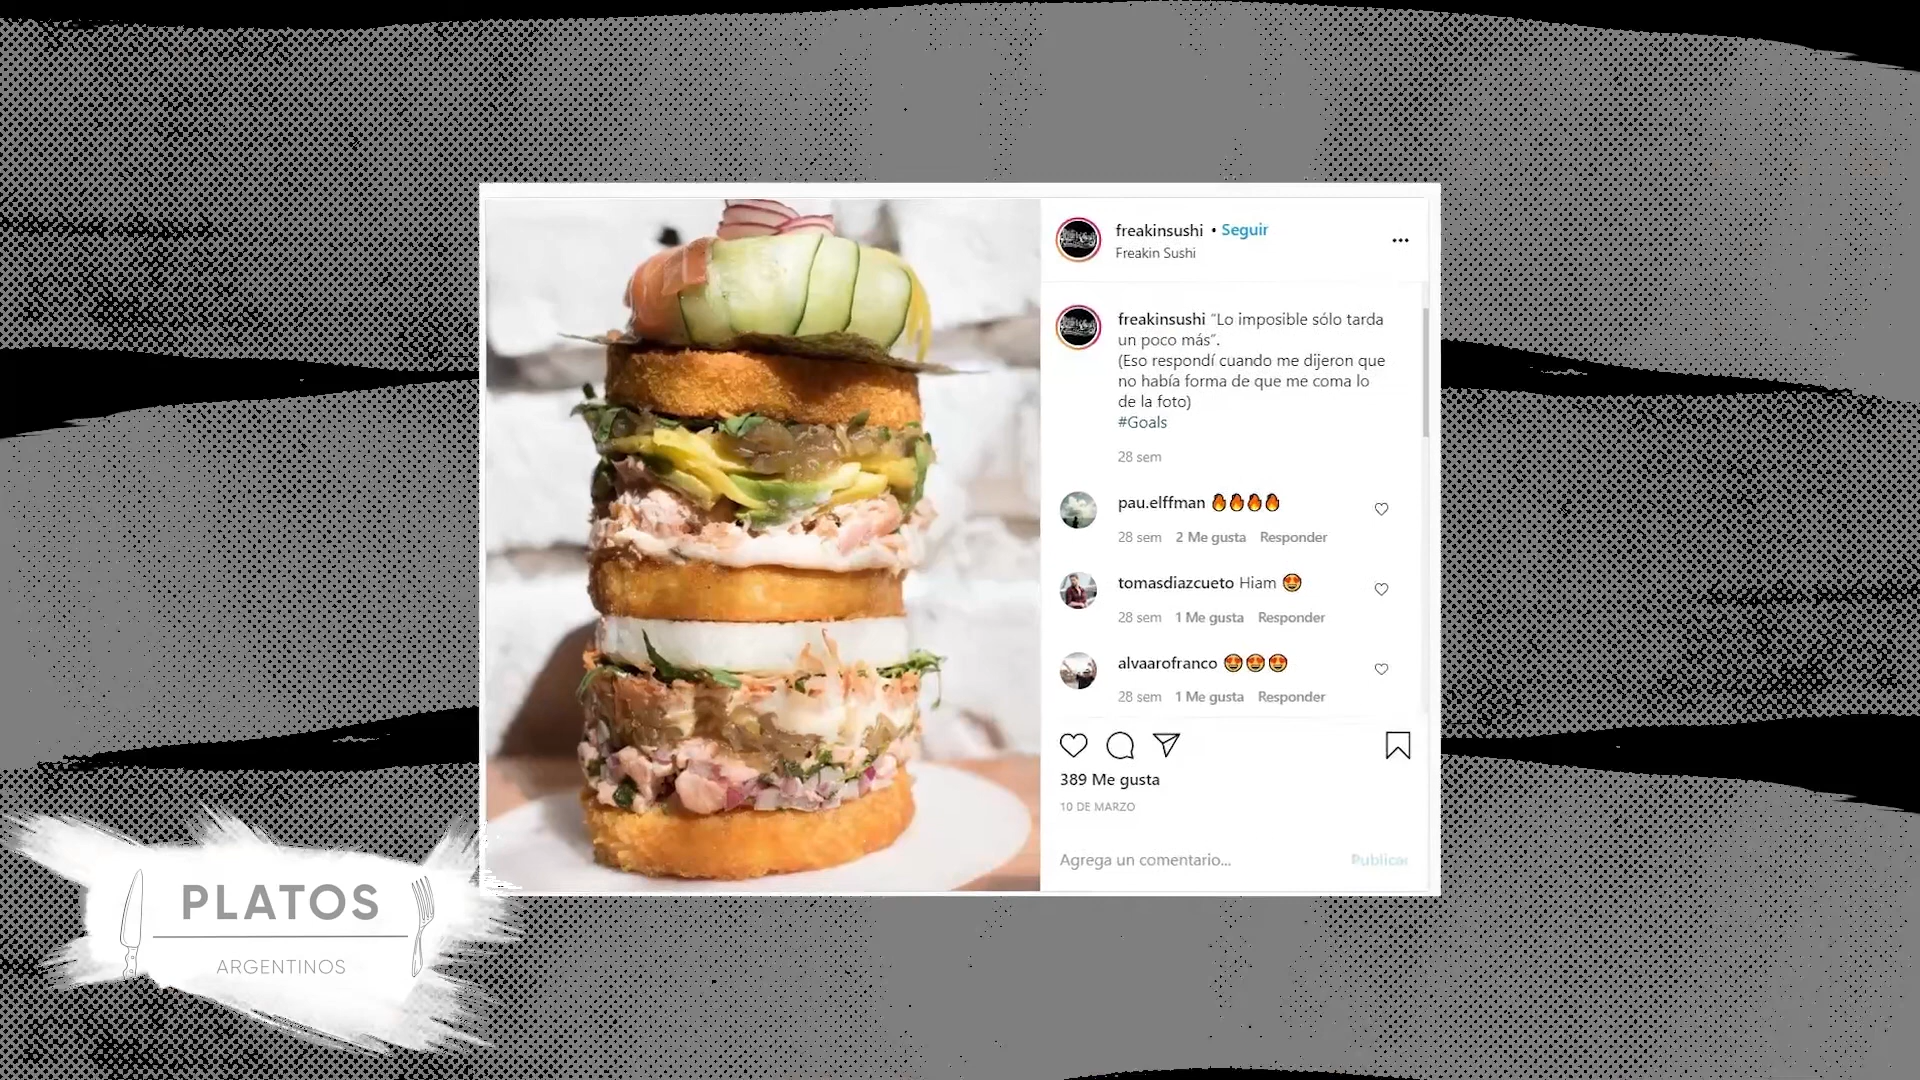 freakinsushi • Seguir
Freakin Sushi
freakinsushi “Lo imposible sólo tarda
un poco más”.
(Eso respondí cuando me dijeron que
no había forma de que me coma lo
de la foto)
#Goals
28 sem
pau.elffman 🔥🔥🔥🔥
28 sem 2 Me gusta Responder
tomasdiazcueto Hiam 😍
28 sem 1 Me gusta Responder
alvaarofranco 😍😍😍
28 sem 1 Me gusta Responder
389 Me gusta
10 DE MARZO
Agrega un comentario... Publicar
PLATOS
ARGENTINOS